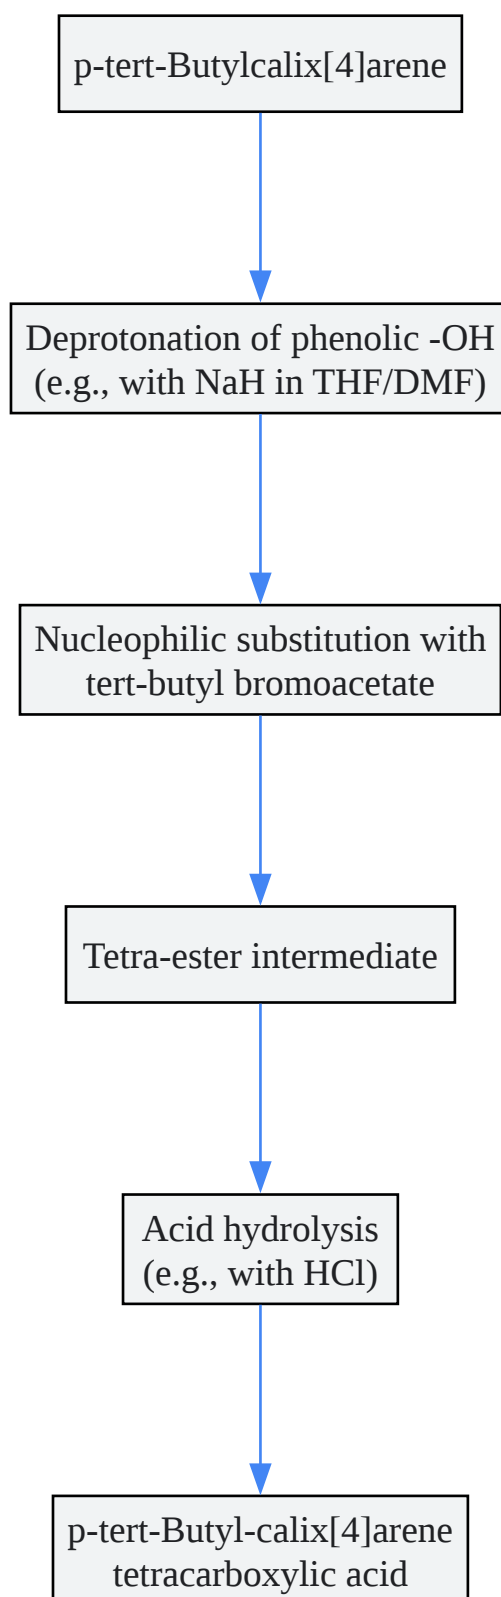 p-tert-Butylcalix[4]arene
Deprotonation of phenolic -OH
(e.g., with NaH in THF/DMF)
Nucleophilic substitution with
tert-butyl bromoacetate
Tetra-ester intermediate
Acid hydrolysis
(e.g., with HCl)
p-tert-Butyl-calix[4]arene
tetracarboxylic acid